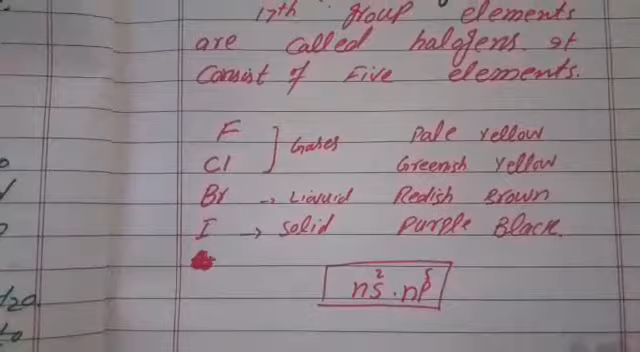 17th group elements
are called halogens. It
Consist of Five elements.
F ] Gases Pale yellow
Cl Greenish yellow
Br → Liquid Redish Brown
I → Solid Purple Black.
ns². np⁵